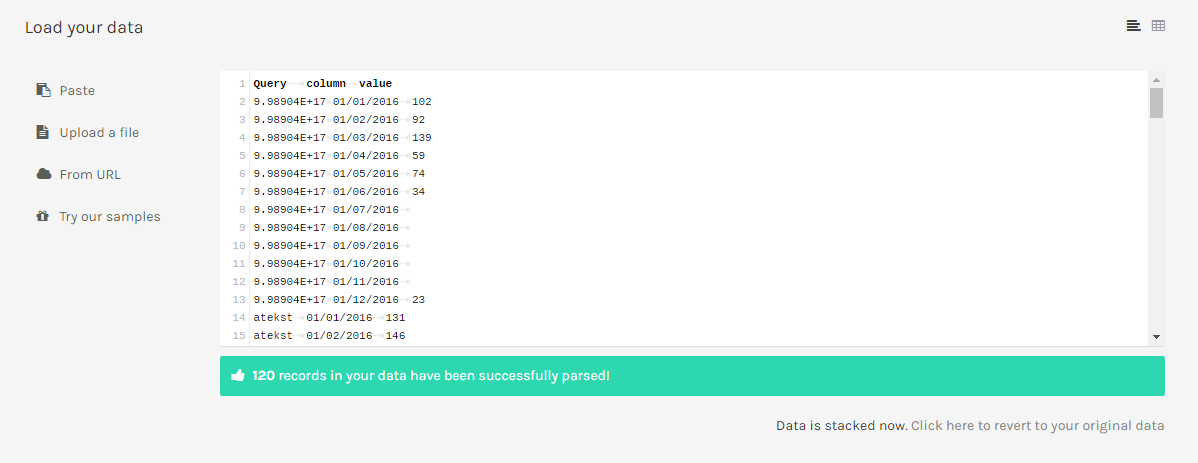 Load your data
Paste
Upload a file
From URL
Try our samples
1 Query column value
2 9.98904E+17 01/01/2016 102
3 9.98904E+17 01/02/2016 92
4 9.98904E+17 01/03/2016 139
5 9.98904E+17 01/04/2016 59
6 9.98904E+17 01/05/2016 74
7 9.98904E+17 01/06/2016 34
8 9.98904E+17 01/07/2016
9 9.98904E+17 01/08/2016
10 9.98904E+17 01/09/2016
11 9.98904E+17 01/10/2016
12 9.98904E+17 01/11/2016
13 9.98904E+17 01/12/2016 23
14 atekst 01/01/2016 131
15 atekst 01/02/2016 146
120 records in your data have been successfully parsed!
Data is stacked now. Click here to revert to your original data